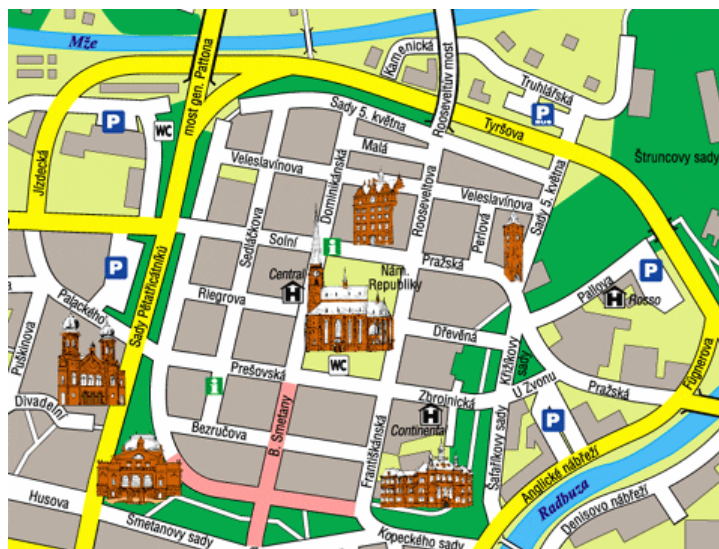 Mže
Kamenická
Truhlářská
most gen. Pattona
Rooseveltův most
P
WC
P
BUS
Sady 5. května
Tyršova
Malá
Štruncovy sady
Jízdecká
Veleslavínova
Dominikánská
Rooseveltova
Veleslavínova
Sady 5. května
Sedláčkova
Perlová
Solní
i
Pražská
P
Central
H
Nám.
Republiky
P
Pallova
H
Rosso
Riegrova
Palackého
Sady Pětatřicátníků
Dřevěná
Puškinova
Křižíkovy
sady
Fügnerova
WC
Prešovská
U Zvonu
Pražská
i
B. Smetany
Zbrojnická
Divadelní
H
Continental
P
Bezručova
Františkánská
Šafaříkovy sady
Anglické nábřeží
Radbuza
Husova
Smetanovy sady
Kopeckého sady
Denisovo nábřeží